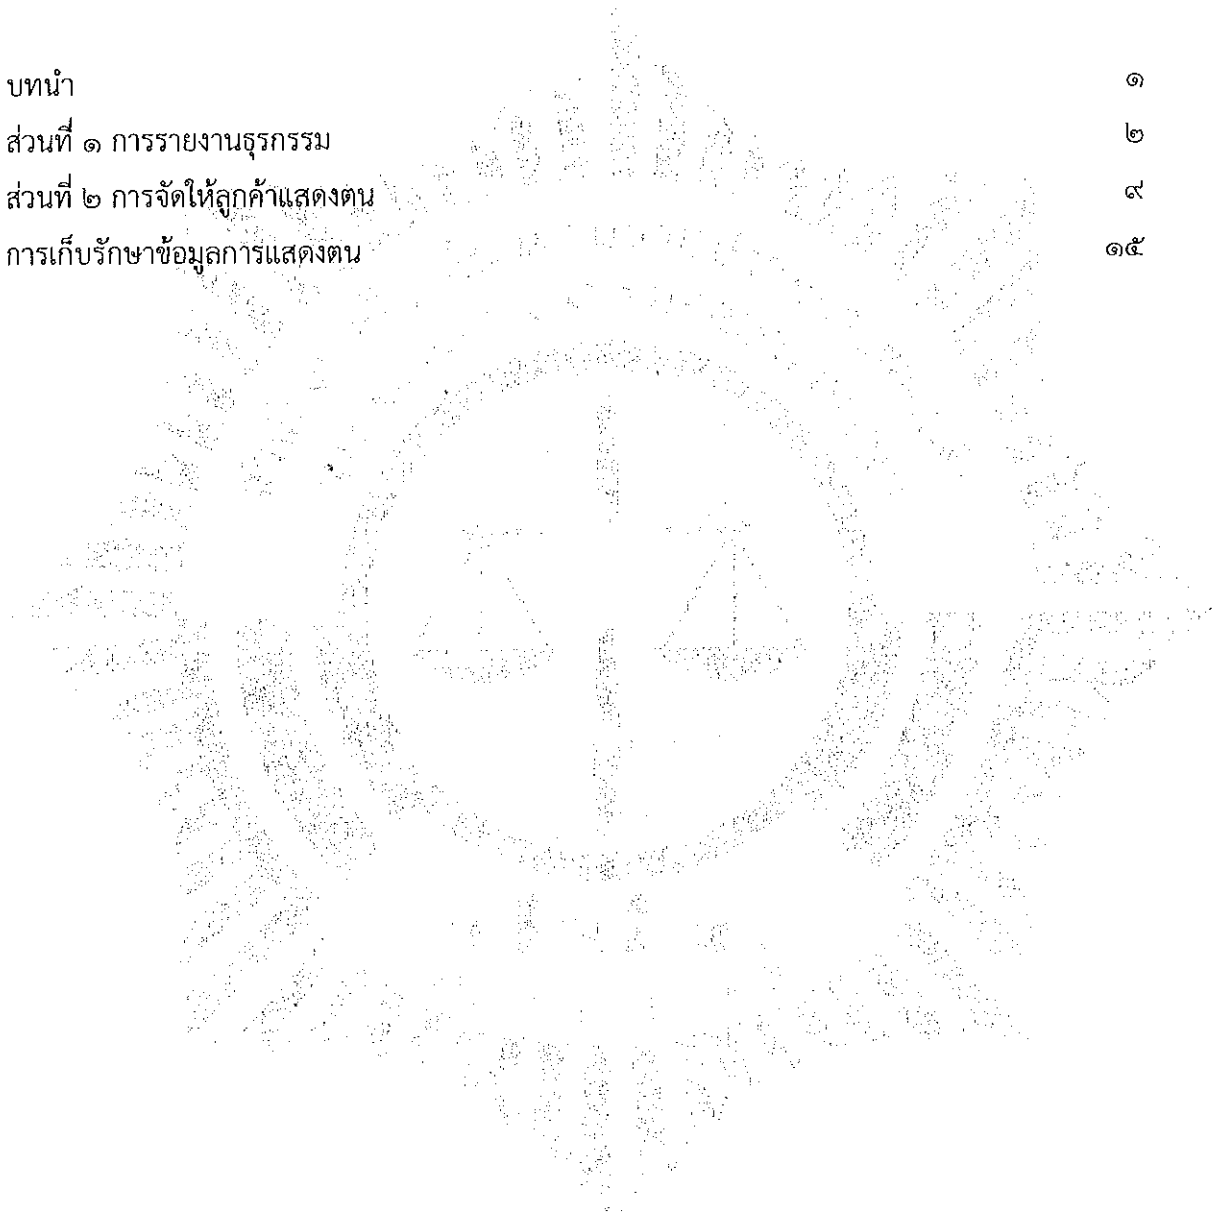 บทนำ ๑
ส่วนที่ ๑ การรายงานธุรกรรม ๒
ส่วนที่ ๒ การจัดให้ลูกค้าแสดงตน ๙
การเก็บรักษาข้อมูลการแสดงตน ๑๕